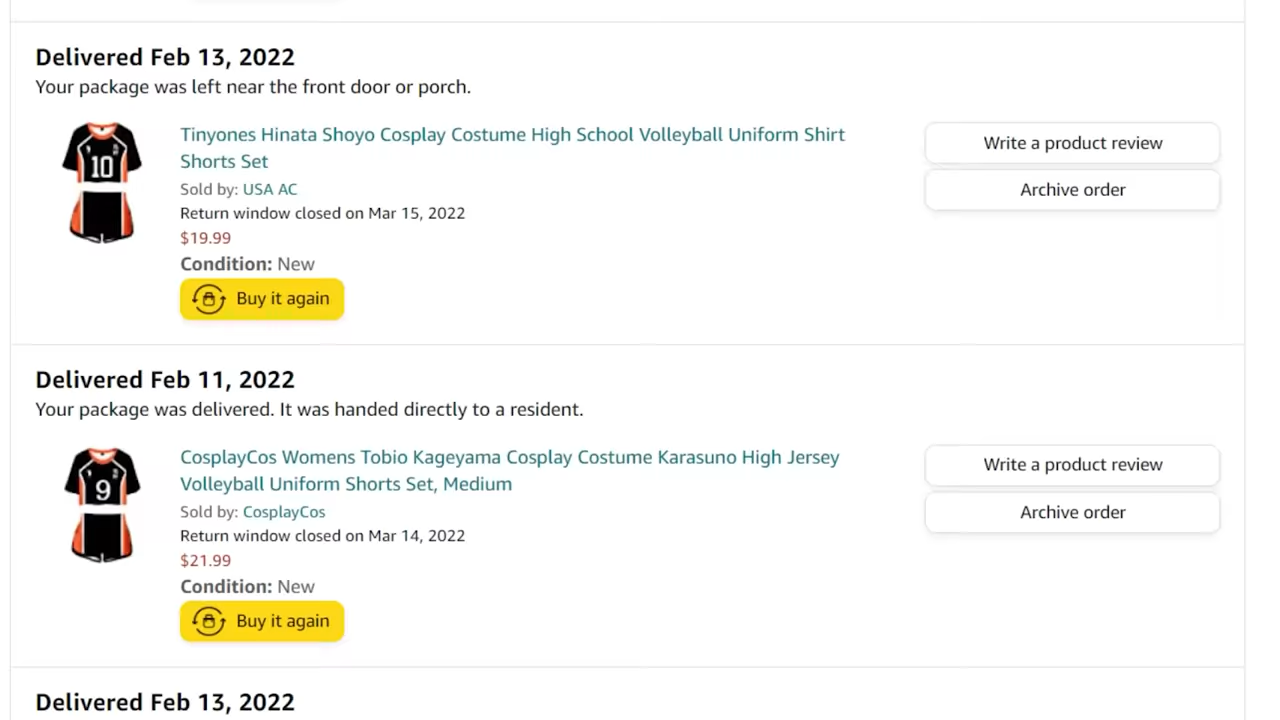 Delivered Feb 13, 2022
Your package was left near the front door or porch.
10
Tinyones Hinata Shoyo Cosplay Costume High School Volleyball Uniform Shirt
Shorts Set
Sold by: USA AC
Return window closed on Mar 15, 2022
$19.99
Condition: New
Buy it again
Write a product review
Archive order
Delivered Feb 11, 2022
Your package was delivered. It was handed directly to a resident.
9
CosplayCos Womens Tobio Kageyama Cosplay Costume Karasuno High Jersey
Volleyball Uniform Shorts Set, Medium
Sold by: CosplayCos
Return window closed on Mar 14, 2022
$21.99
Condition: New
Buy it again
Write a product review
Archive order
Delivered Feb 13, 2022